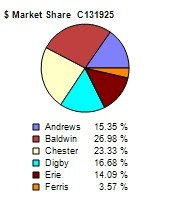 $ Market Share C131925
Andrews 15.35 %
Baldwin 26.98 %
Chester 23.33 %
Digby 16.68 %
Erie 14.09 %
Ferris 3.57 %